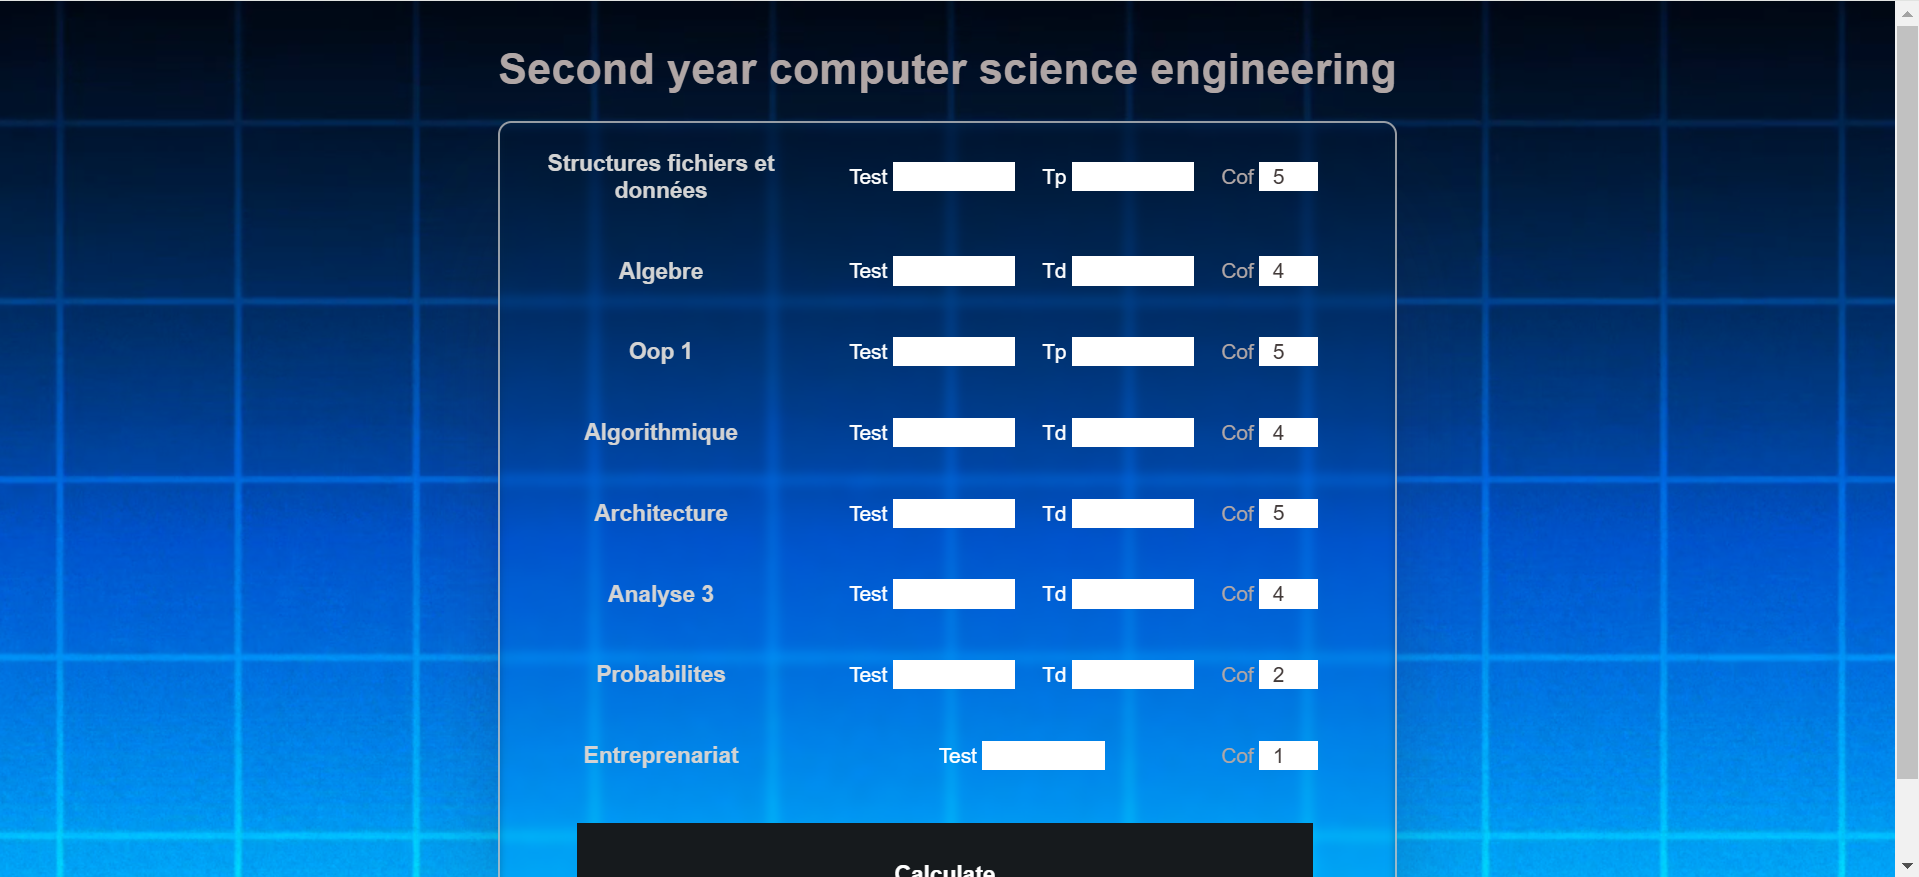 Second year computer science engineering
Structures fichiers et
données
Test Tp Cof 5
Algebre Test Td Cof 4
Oop 1 Test Tp Cof 5
Algorithmique Test Td Cof 4
Architecture Test Td Cof 5
Analyse 3 Test Td Cof 4
Probabilites Test Td Cof 2
Entreprenariat Test Cof 1
Calculate